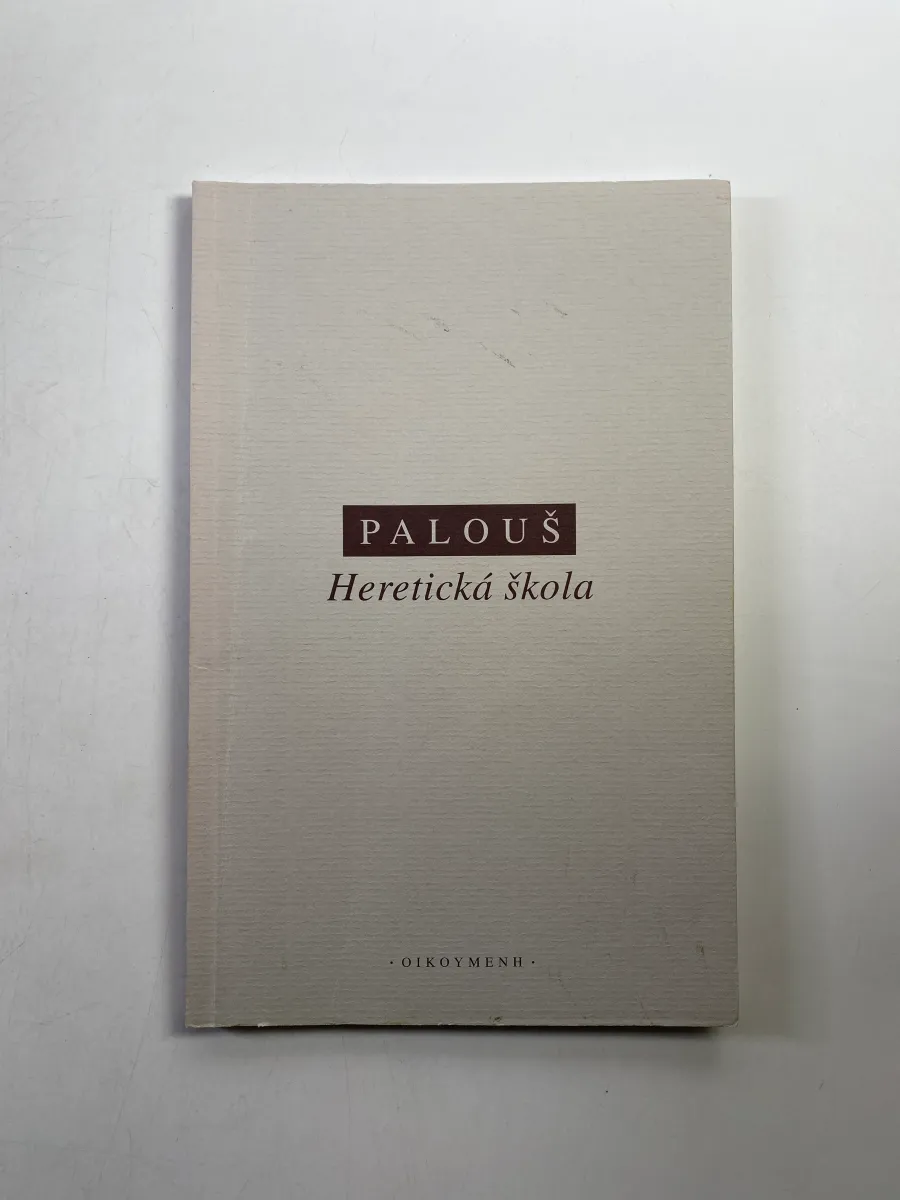 PALOUŠ
Heretická škola
· OIKOYMENH ·